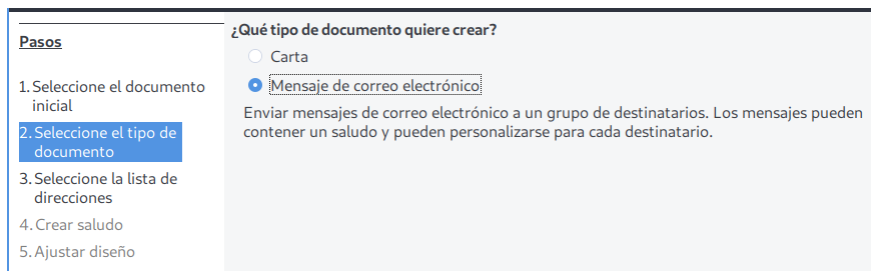 Pasos
1. Seleccione el documento
inicial
2. Seleccione el tipo de
documento
3. Seleccione la lista de
direcciones
4. Crear saludo
5. Ajustar diseño
¿Qué tipo de documento quiere crear?
Carta
Mensaje de correo electrónico
Enviar mensajes de correo electrónico a un grupo de destinatarios. Los mensajes pueden
contener un saludo y pueden personalizarse para cada destinatario.